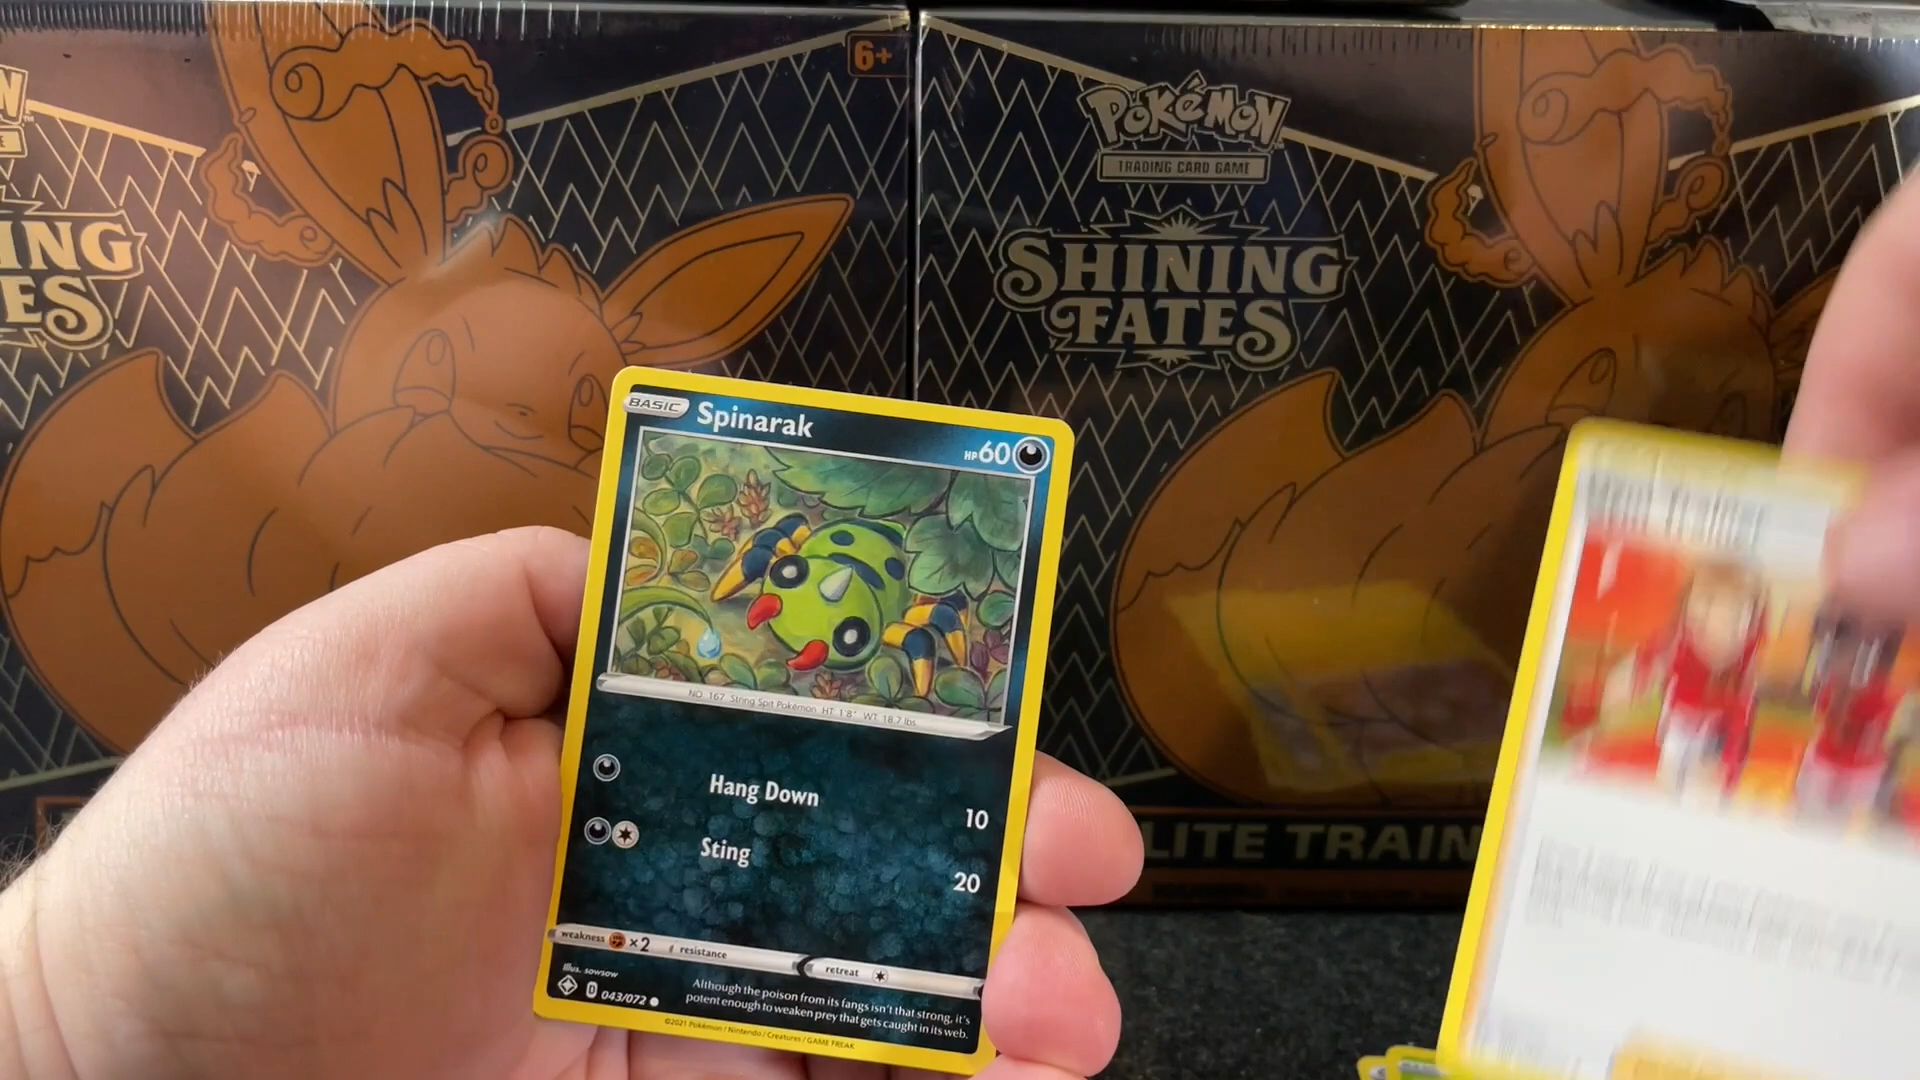 6+
POKéMON
TRADING CARD GAME
SHINING
FATES
ING
ES
LITE TRAIN
BASIC
Spinarak
HP 60
NO. 167 String Spit Pokémon HT 1'8" WT 18.7 lbs.
Hang Down
10
Sting
20
weakness ×2 resistance
retreat
Illus. sowsow
D 043/072
Although the poison from its fangs isn't that strong, it's
potent enough to weaken prey that gets caught in its web.
©2021 Pokémon / Nintendo / Creatures / GAME FREAK